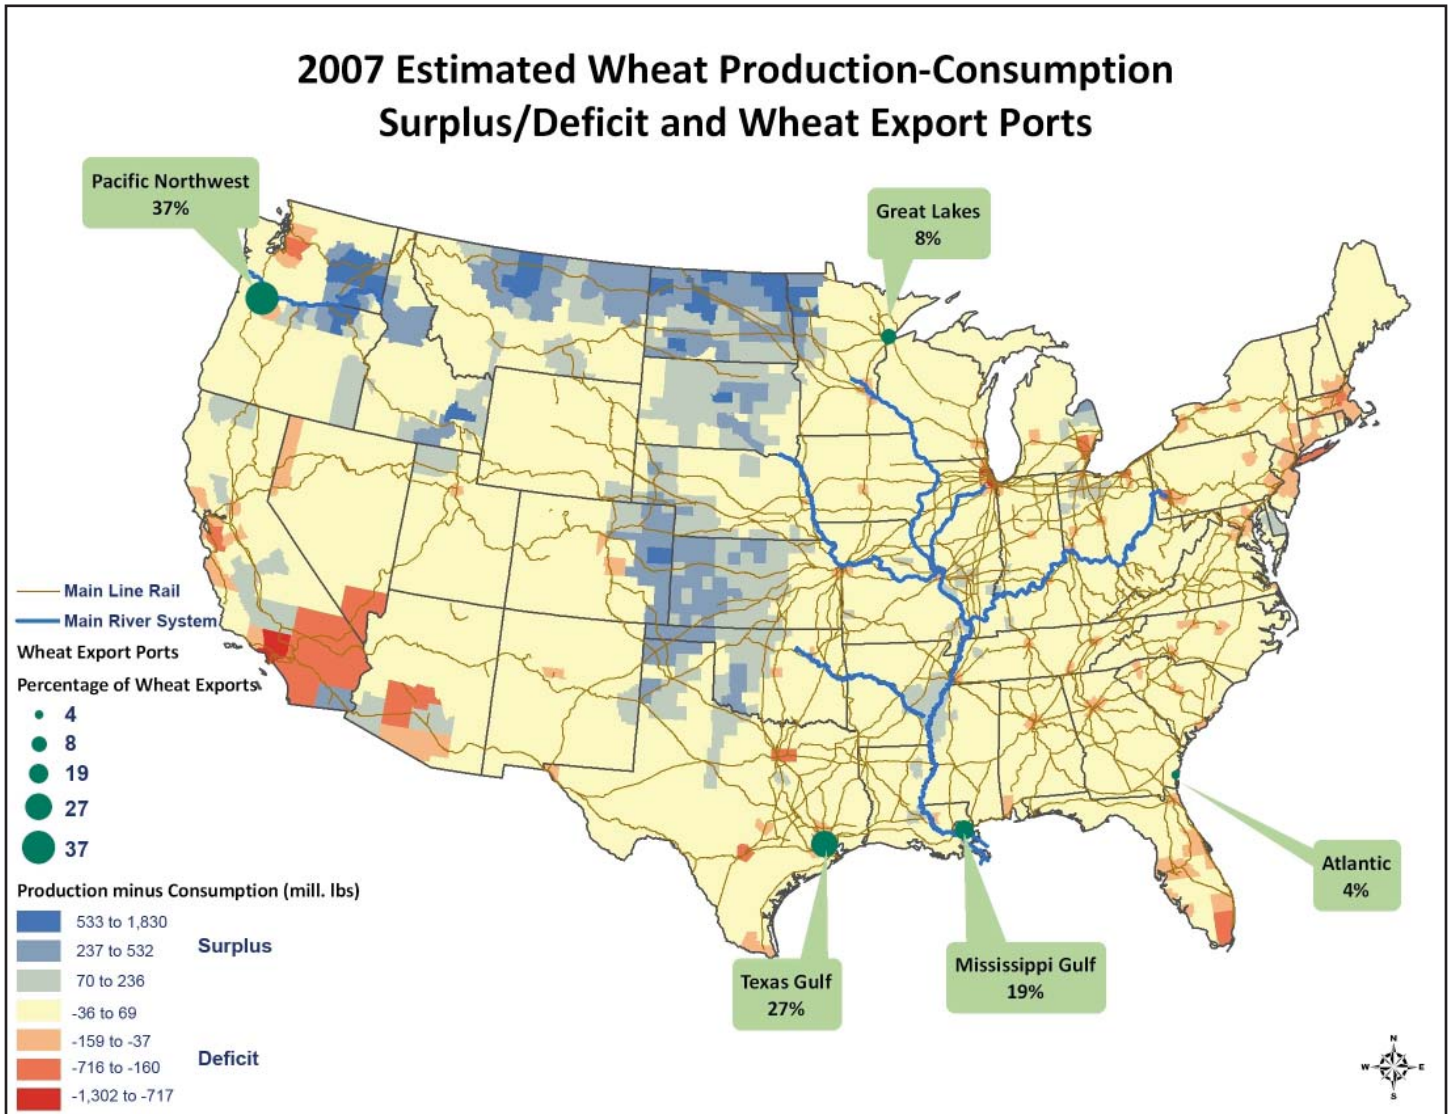 2007 Estimated Wheat Production-Consumption
Surplus/Deficit and Wheat Export Ports
Pacific Northwest
37%
Great Lakes
8%
Main Line Rail
Main River System
Wheat Export Ports
Percentage of Wheat Exports
4
8
19
27
37
Atlantic
4%
Mississippi Gulf
19%
Texas Gulf
27%
Production minus Consumption (mill. lbs)
533 to 1,830
237 to 532
Surplus
70 to 236
-36 to 69
-159 to -37
Deficit
-716 to -160
-1,302 to -717
N
W
E
S